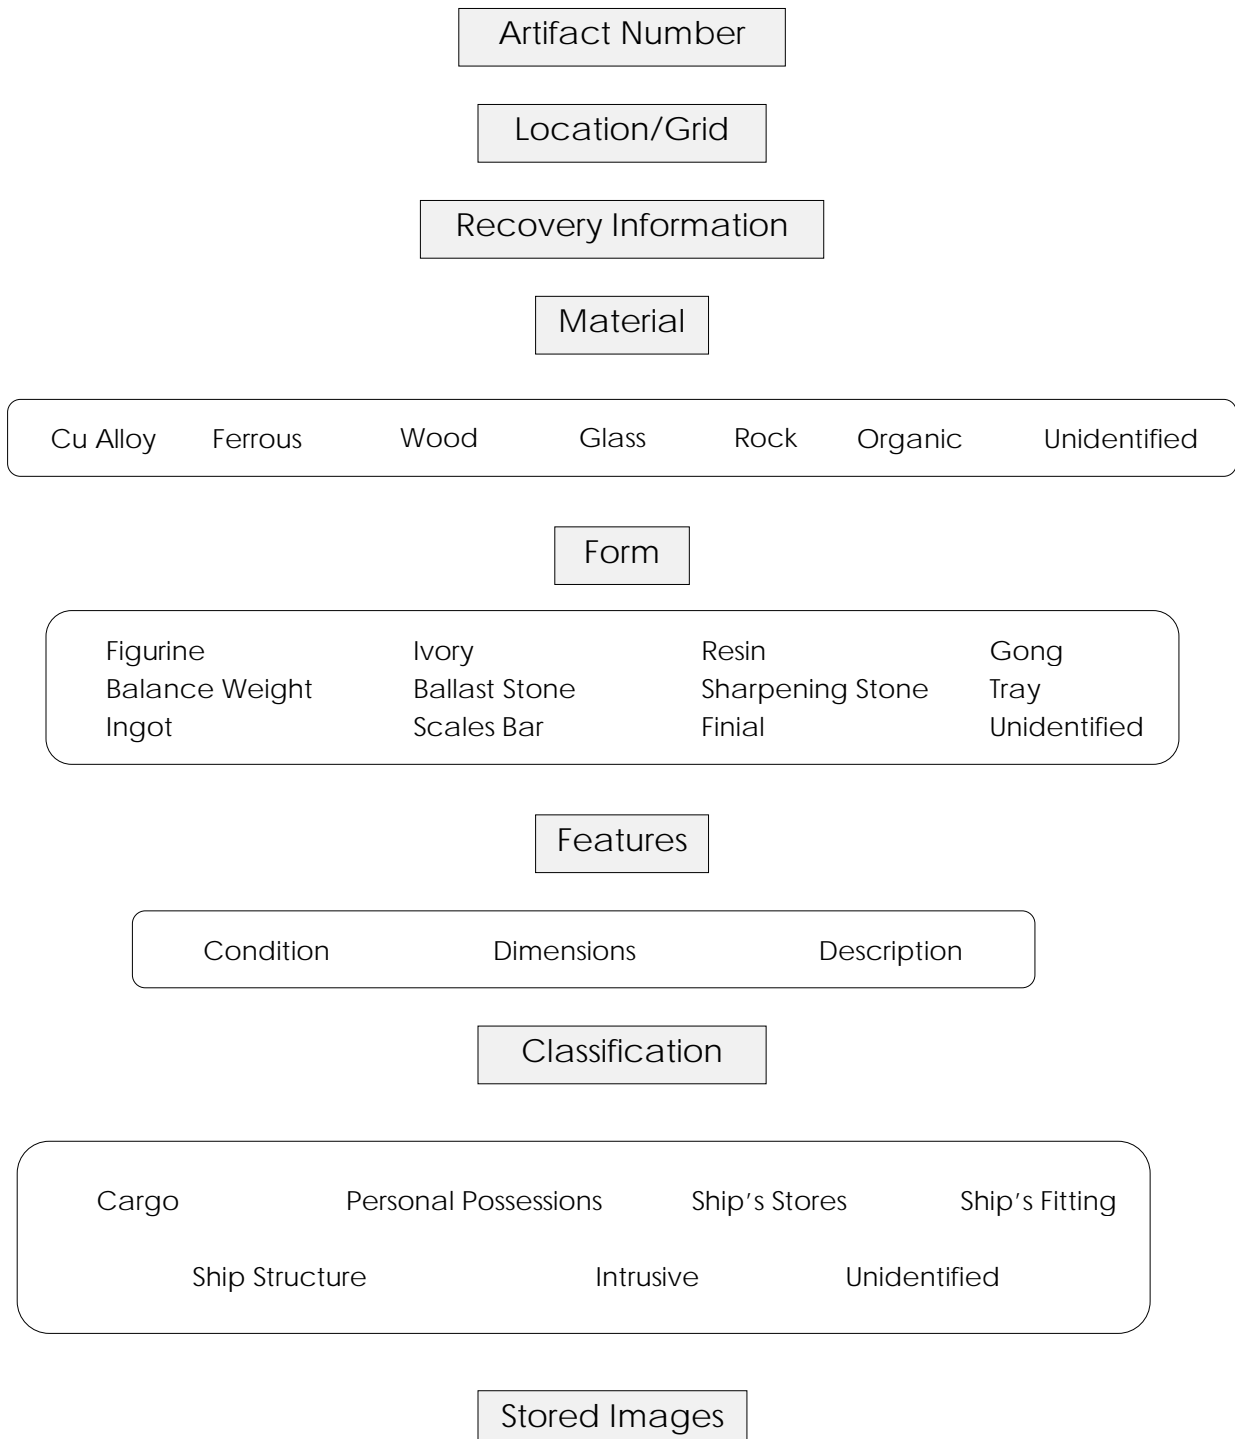 Artifact Number
Location/Grid
Recovery Information
Material
Cu Alloy Ferrous Wood Glass Rock Organic Unidentified
Form
Figurine Ivory Resin Gong
Balance Weight Ballast Stone Sharpening Stone Tray
Ingot Scales Bar Finial Unidentified
Features
Condition Dimensions Description
Classification
Cargo Personal Possessions Ship's Stores Ship's Fitting
Ship Structure Intrusive Unidentified
Stored Images